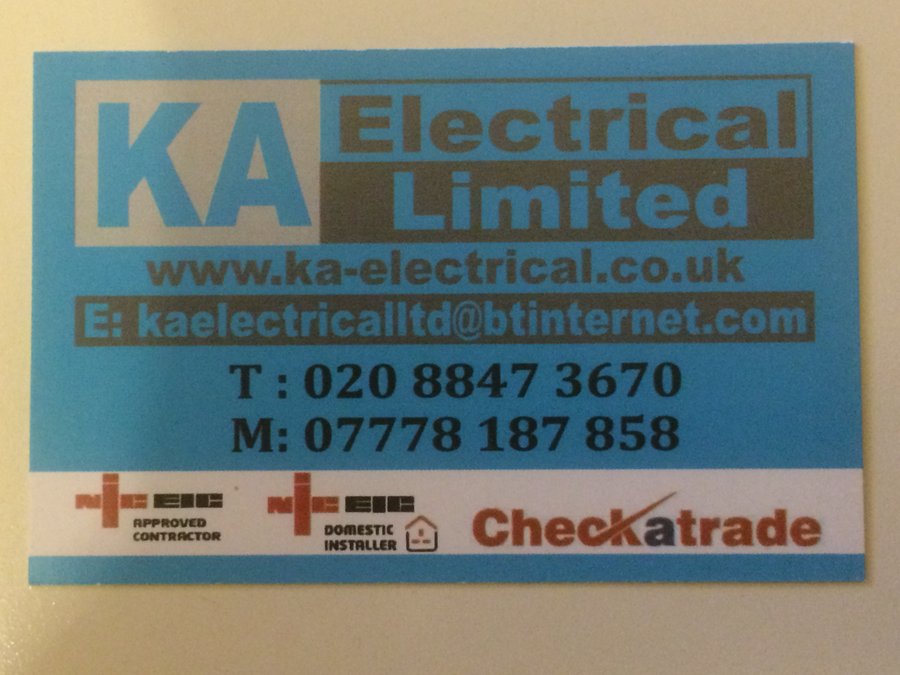 KA Electrical
Limited
www.ka-electrical.co.uk
E: kaelectricalltd@btinternet.com
T : 020 8847 3670
M: 07778 187 858
NICEIC
APPROVED
CONTRACTOR
NICEIC
DOMESTIC
INSTALLER
Checkatrade